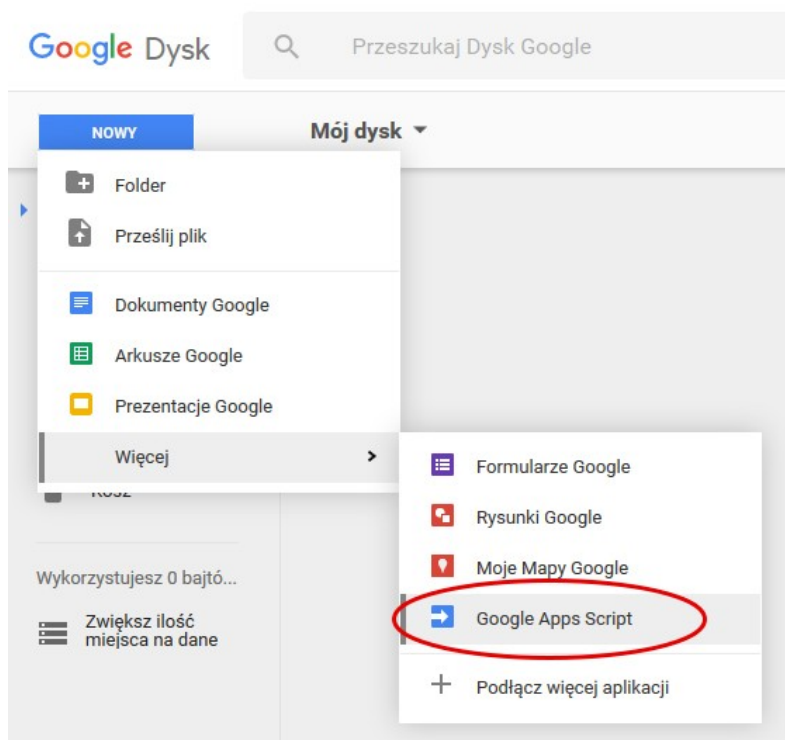 Google Dysk
Przeszukaj Dysk Google
NOWY
Mój dysk
Folder
Prześlij plik
Dokumenty Google
Arkusze Google
Prezentacje Google
Więcej
Kosz
Formularze Google
Rysunki Google
Moje Mapy Google
Google Apps Script
Podłącz więcej aplikacji
Wykorzystujesz 0 bajtó...
Zwiększ ilość
miejsca na dane